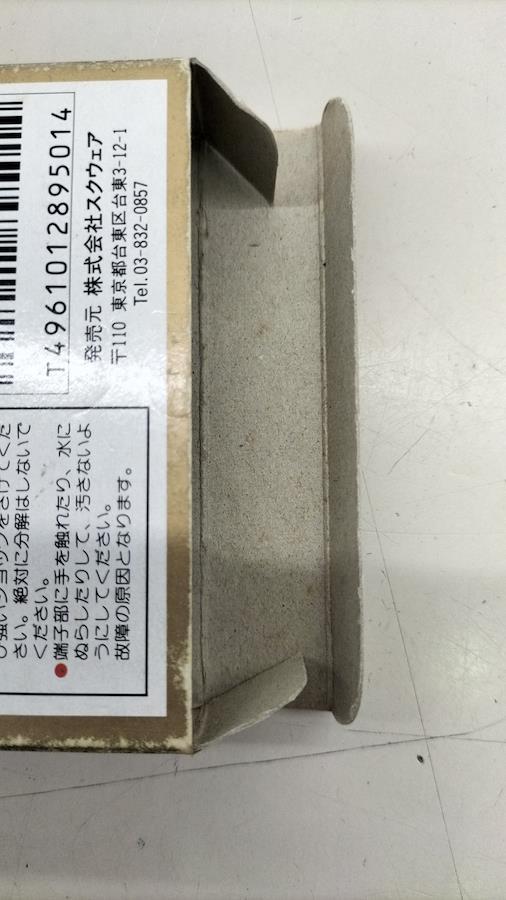 T4961012895014
発売元 株式会社スクウェア
〒110 東京都台東区台東3-12-1
Tel.03-832-0857
さい。絶対に分解はしないで
ください。
●端子部に手を触れたり、水に
ぬらしたりして、汚さないよ
うにしてください。
故障の原因となります。